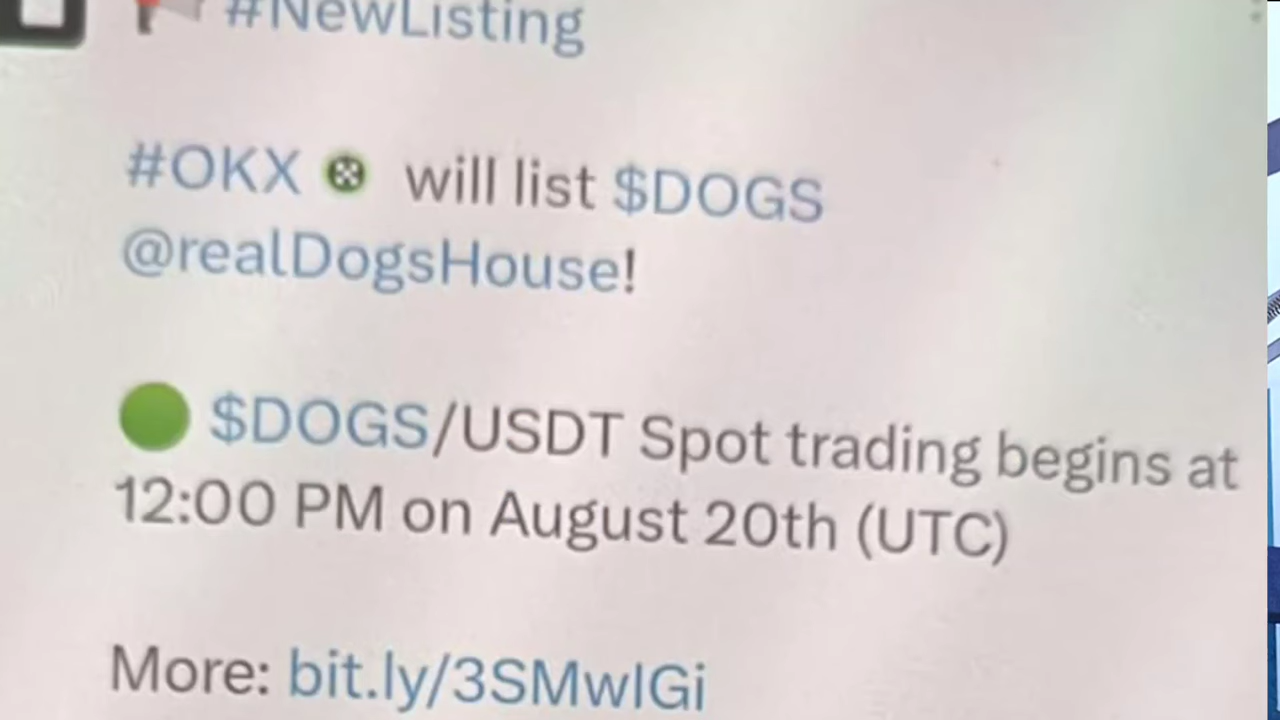 #NewListing
#OKX will list $DOGS
@realDogsHouse!
$DOGS/USDT Spot trading begins at
12:00 PM on August 20th (UTC)
More: bit.ly/3SMwlGi